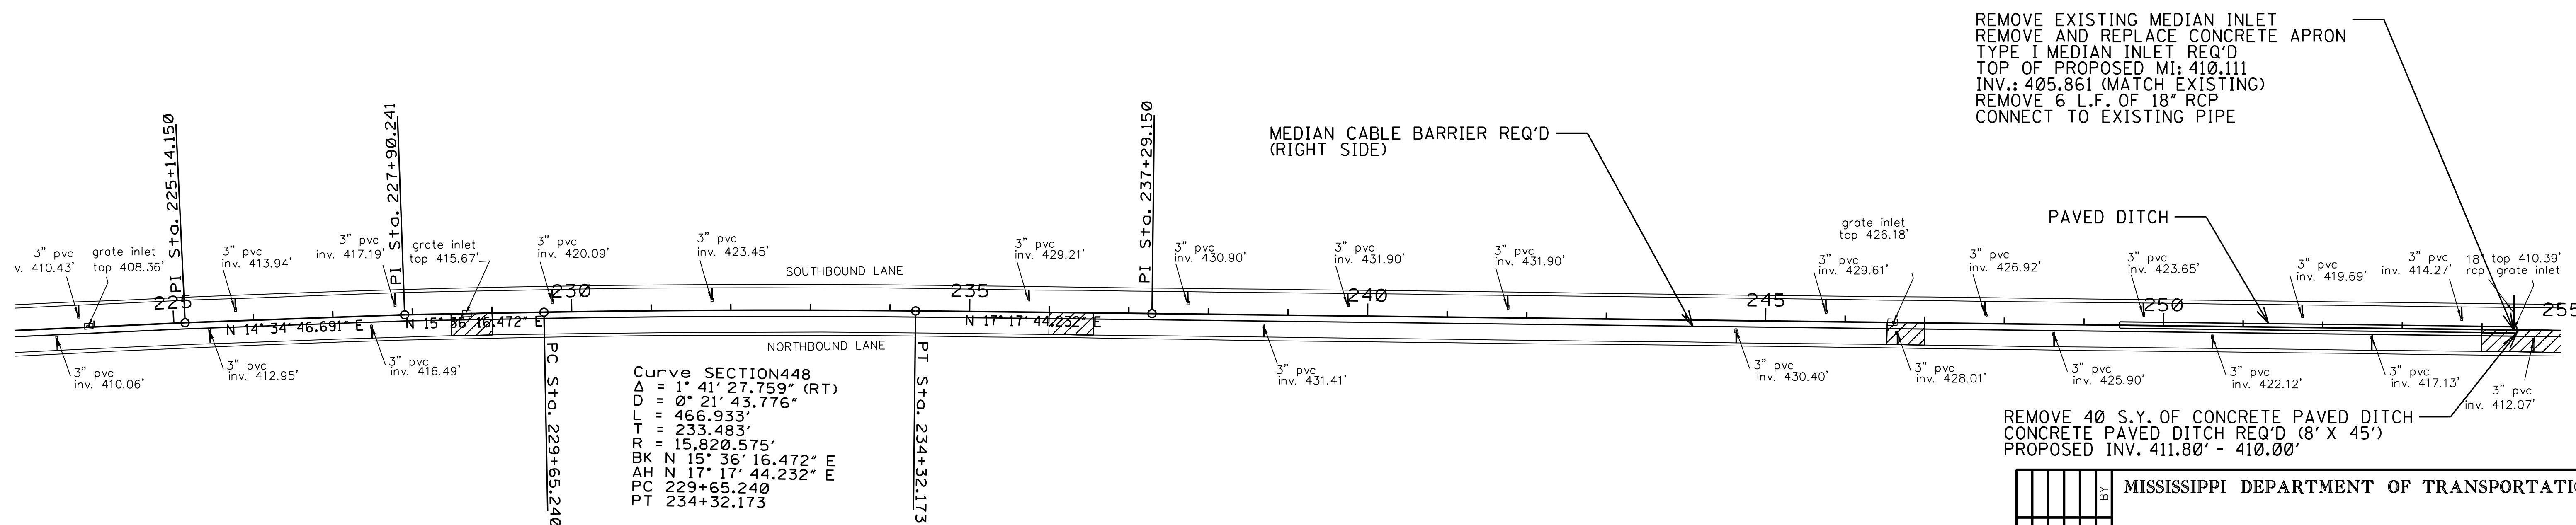 REMOVE EXISTING MEDIAN INLET
REMOVE AND REPLACE CONCRETE APRON
TYPE I MEDIAN INLET REQ'D
TOP OF PROPOSED MI: 410.111
INV.: 405.861 (MATCH EXISTING)
REMOVE 6 L.F. OF 18" RCP
CONNECT TO EXISTING PIPE
PI Sta. 225+14.150
PI Sta. 227+90.241
PI Sta. 237+29.150
MEDIAN CABLE BARRIER REQ'D
(RIGHT SIDE)
PAVED DITCH
3" pvc
v. 410.43'
grate inlet
top 408.36'
3" pvc
inv. 413.94'
3" pvc
inv. 417.19'
grate inlet
top 415.67'
3" pvc
inv. 420.09'
3" pvc
inv. 423.45'
3" pvc
inv. 429.21'
3" pvc
inv. 430.90'
3" pvc
inv. 431.90'
3" pvc
inv. 431.90'
3" pvc
inv. 429.61'
grate inlet
top 426.18'
3" pvc
inv. 426.92'
3" pvc
inv. 423.65'
3" pvc
inv. 419.69'
3" pvc
inv. 414.27'
18"
rcp
top 410.39'
grate inlet
SOUTHBOUND LANE
225
230
235
240
245
250
255
N 14° 34' 46.691" E
N 15° 36' 16.472" E
N 17° 17' 44.232" E
NORTHBOUND LANE
3" pvc
inv. 410.06'
3" pvc
inv. 412.95'
3" pvc
inv. 416.49'
3" pvc
inv. 431.41'
3" pvc
inv. 430.40'
3" pvc
inv. 428.01'
3" pvc
inv. 425.90'
3" pvc
inv. 422.12'
3" pvc
inv. 417.13'
3" pvc
inv. 412.07'
PC Sta. 229+65.240
PT Sta. 234+32.173
Curve SECTION448
Δ = 1° 41' 27.759" (RT)
D = 0° 21' 43.776"
L = 466.933'
T = 233.483'
R = 15,820.575'
BK N 15° 36' 16.472" E
AH N 17° 17' 44.232" E
PC 229+65.240
PT 234+32.173
REMOVE 40 S.Y. OF CONCRETE PAVED DITCH
CONCRETE PAVED DITCH REQ'D (8' X 45')
PROPOSED INV. 411.80' - 410.00'
BY
MISSISSIPPI DEPARTMENT OF TRANSPORTATI